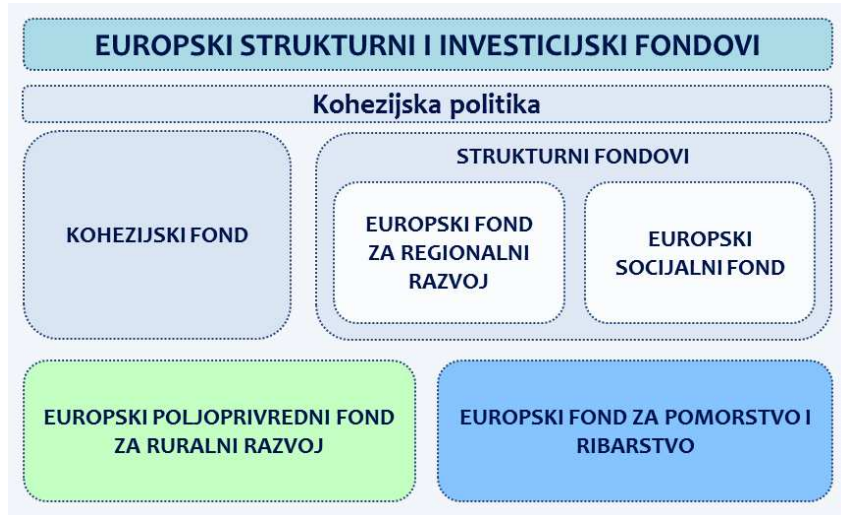 EUROPSKI STRUKTURNI I INVESTICIJSKI FONDOVI
Kohezijska politika
KOHEZIJSKI FOND
STRUKTURNI FONDOVI
EUROPSKI FOND
ZA REGIONALNI
RAZVOJ
EUROPSKI
SOCIJALNI FOND
EUROPSKI POLJOPRIVREDNI FOND
ZA RURALNI RAZVOJ
EUROPSKI FOND ZA POMORSTVO I
RIBARSTVO